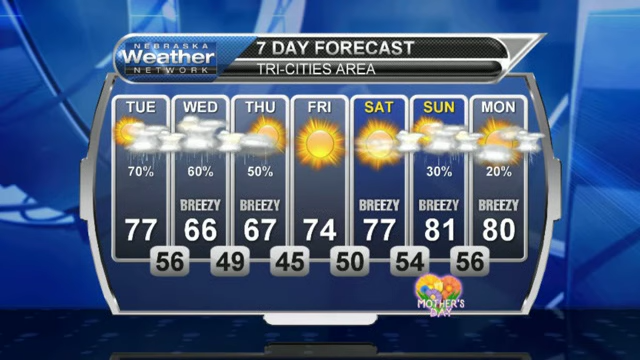 NEBRASKA
Weather
NETWORK
7 DAY FORECAST
TRI-CITIES AREA
TUE WED THU FRI SAT SUN MON
70% 60% 50% 30% 20%
BREEZY BREEZY BREEZY BREEZY BREEZY
77 66 67 74 77 81 80
56 49 45 50 54 56
MOTHER'S
DAY